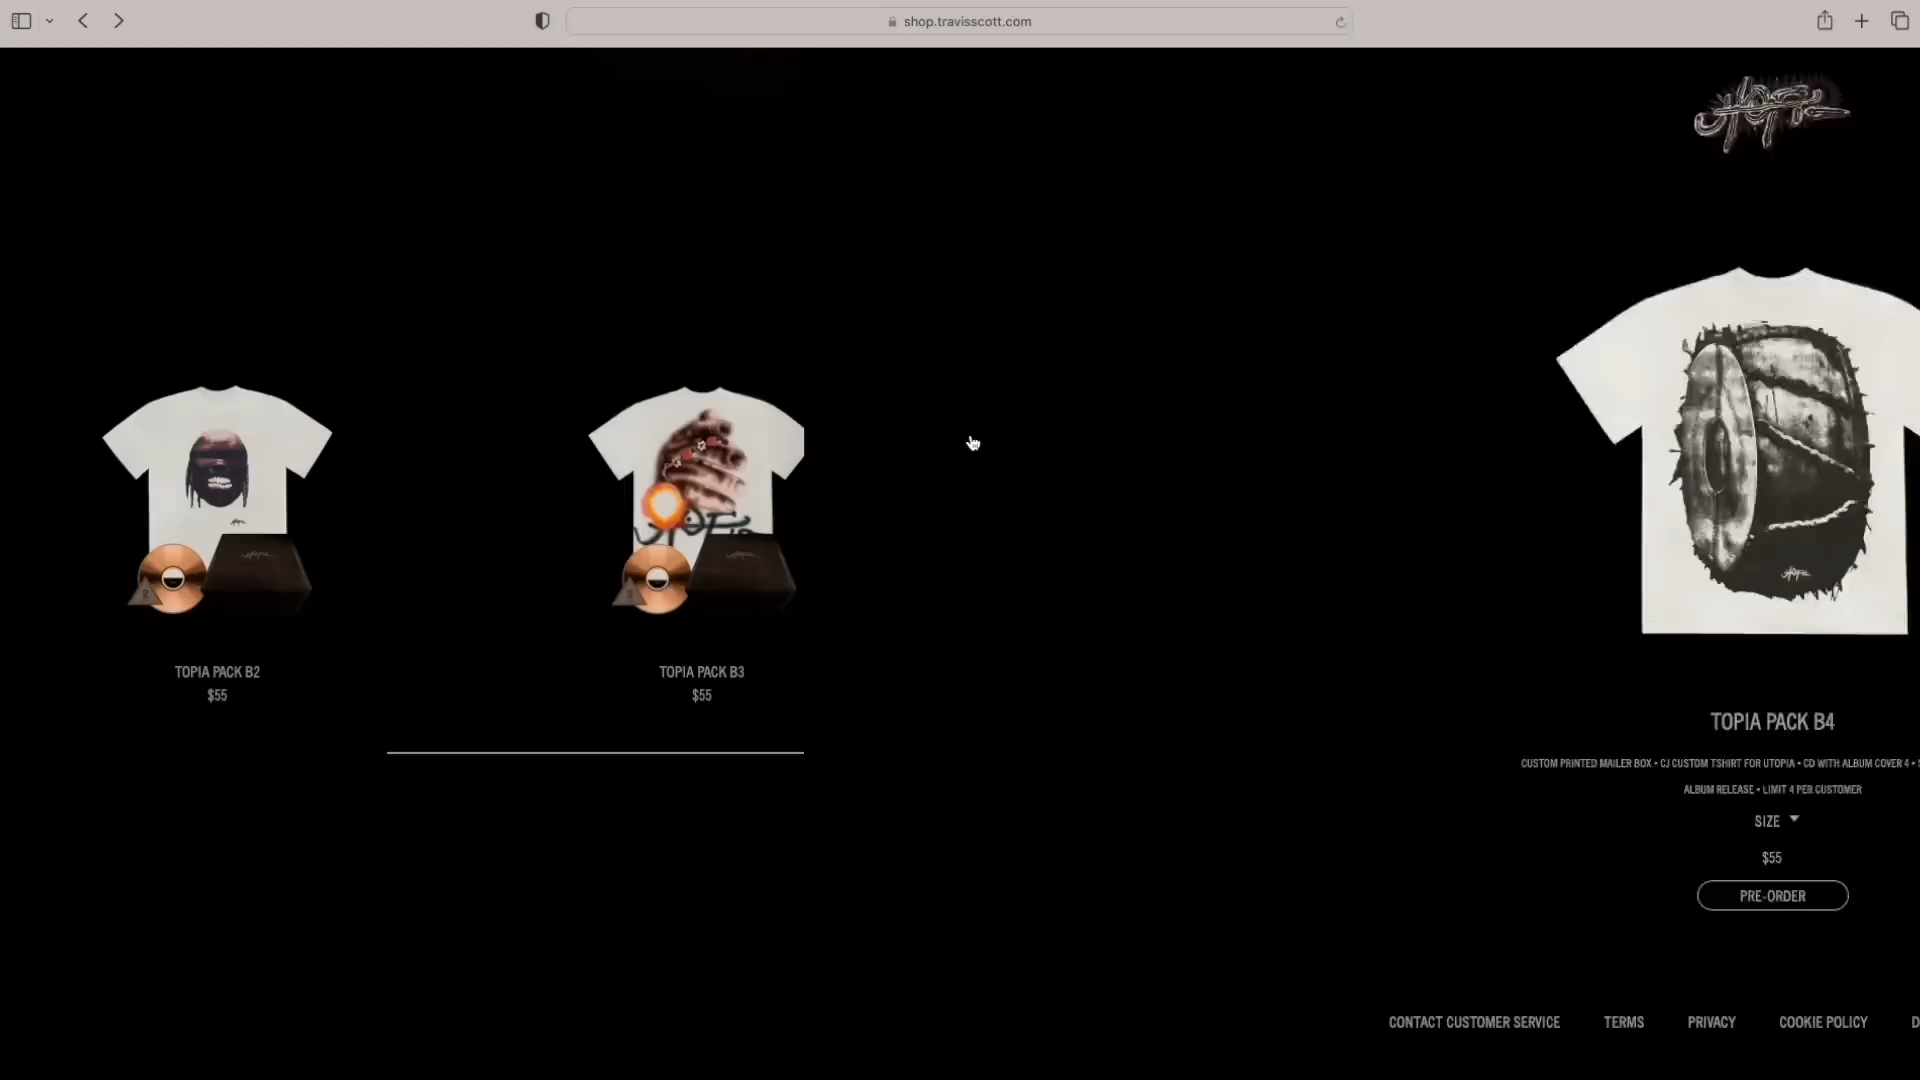 shop.travisscott.com
TOPIA PACK B2
$55
TOPIA PACK B3
$55
TOPIA PACK B4
CUSTOM PRINTED MAILER BOX • CJ CUSTOM TSHIRT FOR UTOPIA • CD WITH ALBUM COVER 4 •
ALBUM RELEASE • LIMIT 4 PER CUSTOMER
SIZE
$55
PRE-ORDER
CONTACT CUSTOMER SERVICE
TERMS
PRIVACY
COOKIE POLICY